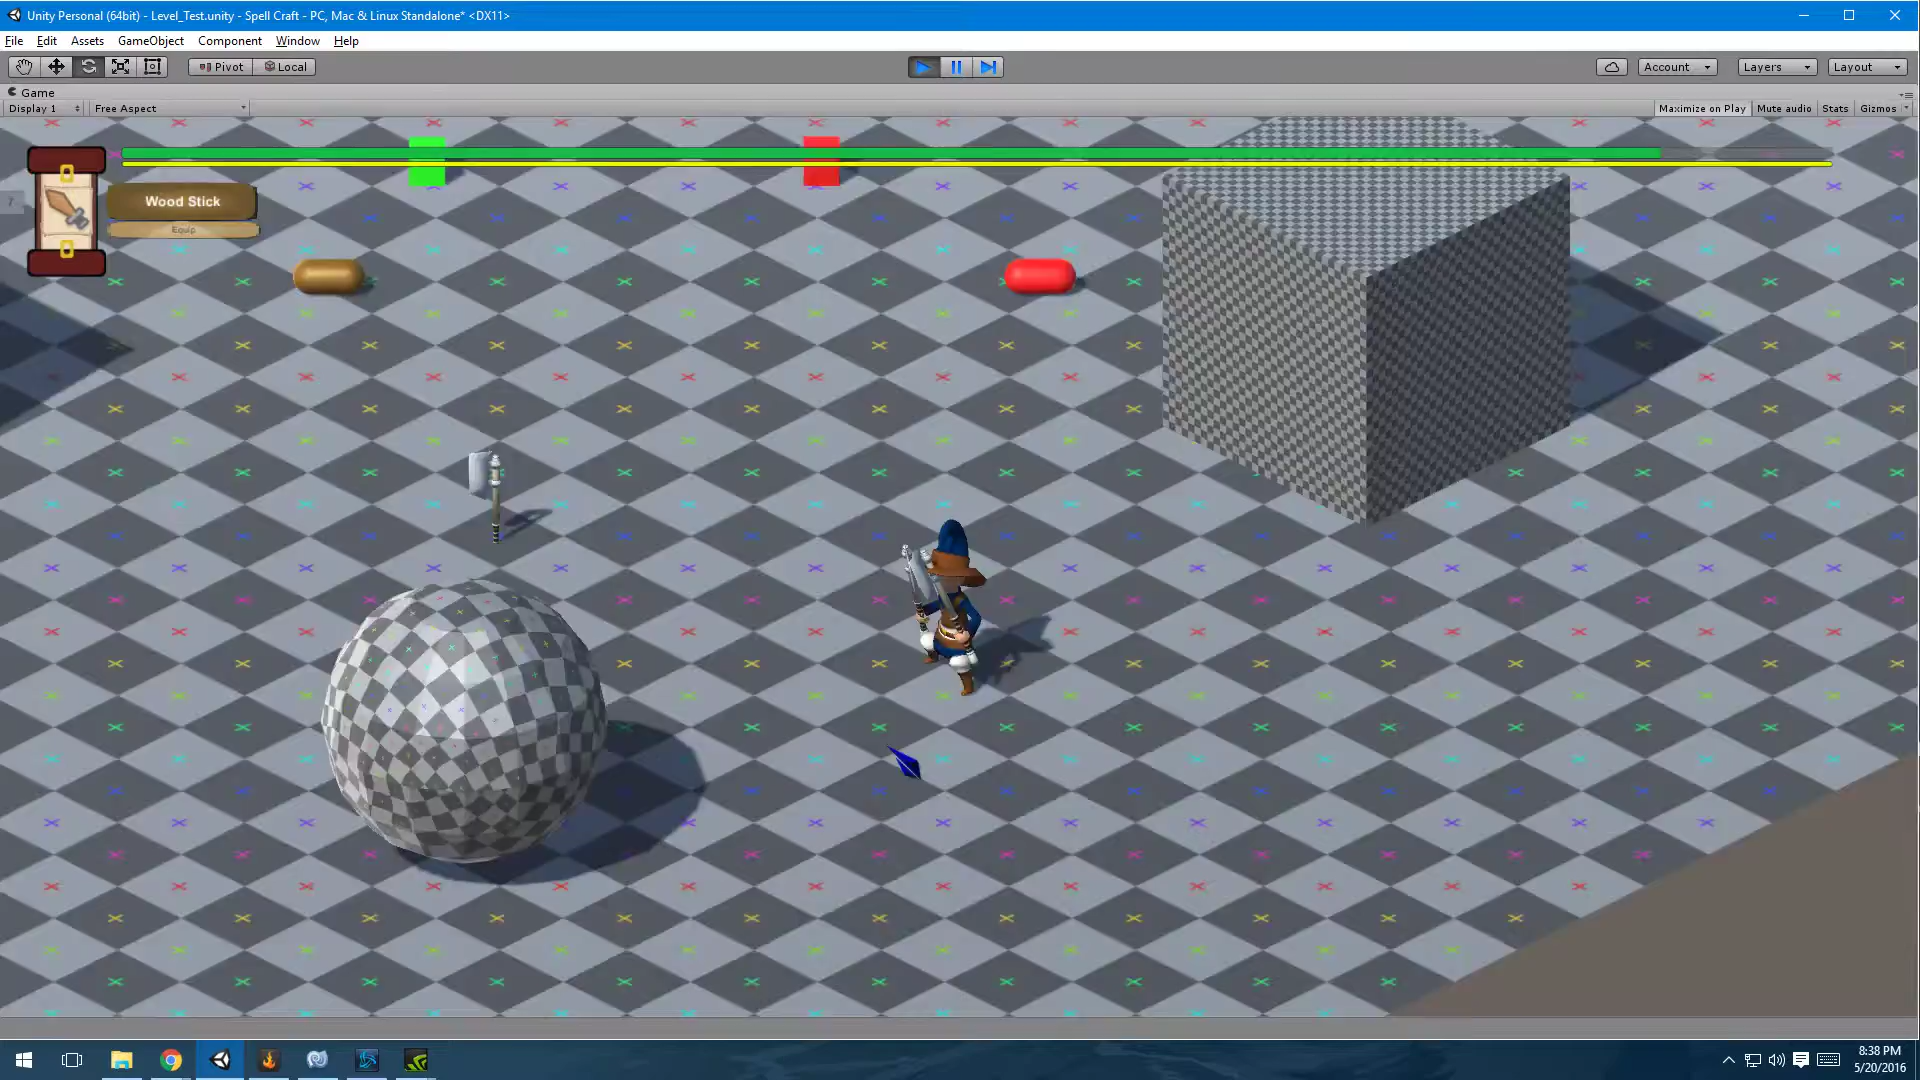 Unity Personal (64bit) - Level_Test.unity - Spell Craft - PC, Mac & Linux Standalone* <DX11>
File Edit Assets GameObject Component Window Help
Pivot Local Account Layers Layout
Game
Display 1 Free Aspect Maximize on Play Mute audio Stats Gizmos
Wood Stick
Equip
8:38 PM
5/20/2016